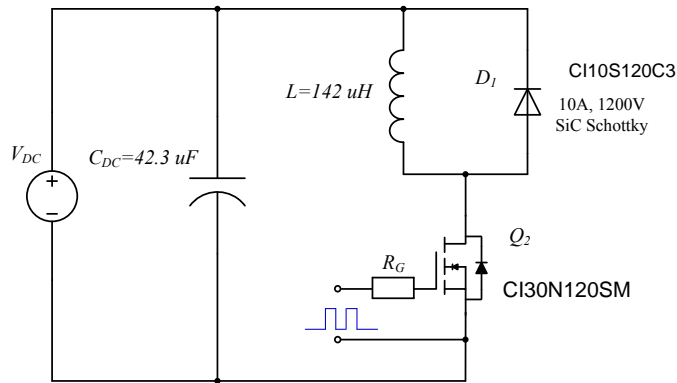 L=142 uH
D1
CI10S120C3
10A, 1200V
SiC Schottky
VDC
CDC=42.3 uF
+
−
Q2
RG
CI30N120SM